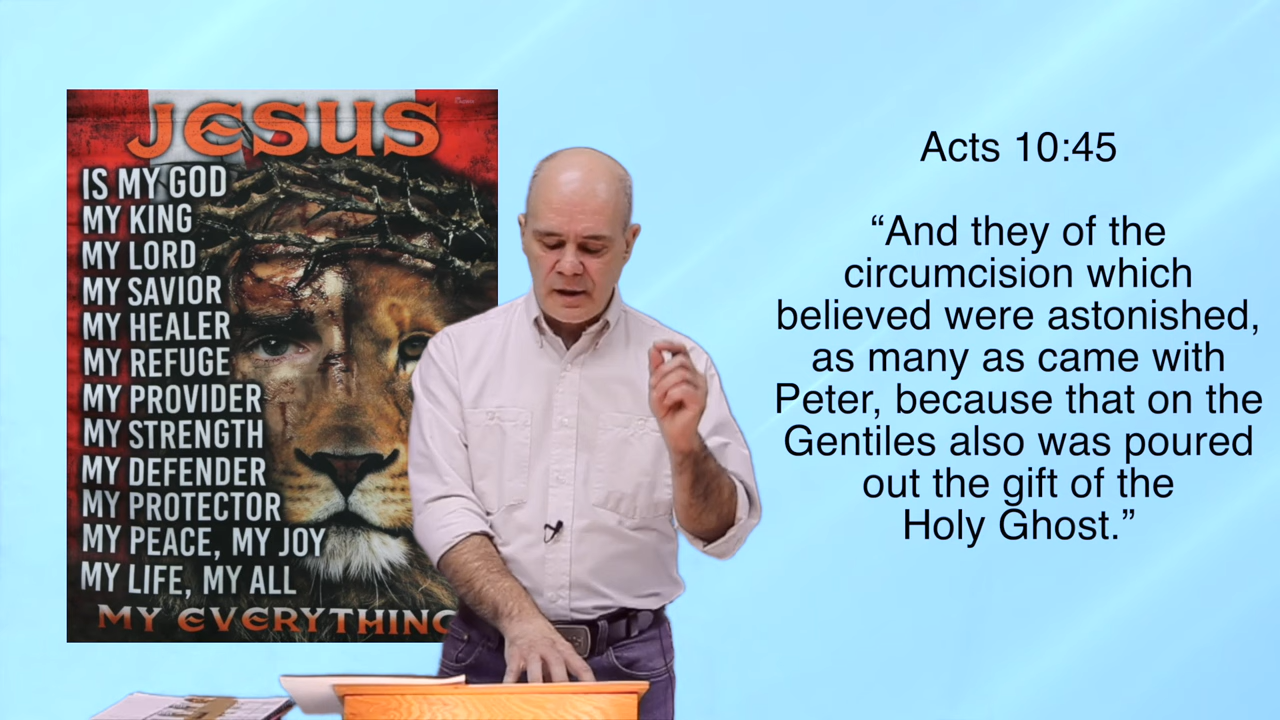 JESUS
IS MY GOD
MY KING
MY LORD
MY SAVIOR
MY HEALER
MY REFUGE
MY PROVIDER
MY STRENGTH
MY DEFENDER
MY PROTECTOR
MY PEACE, MY JOY
MY LIFE, MY ALL
MY EVERYTHING
Acts 10:45
“And they of the
circumcision which
believed were astonished,
as many as came with
Peter, because that on the
Gentiles also was poured
out the gift of the
Holy Ghost.”